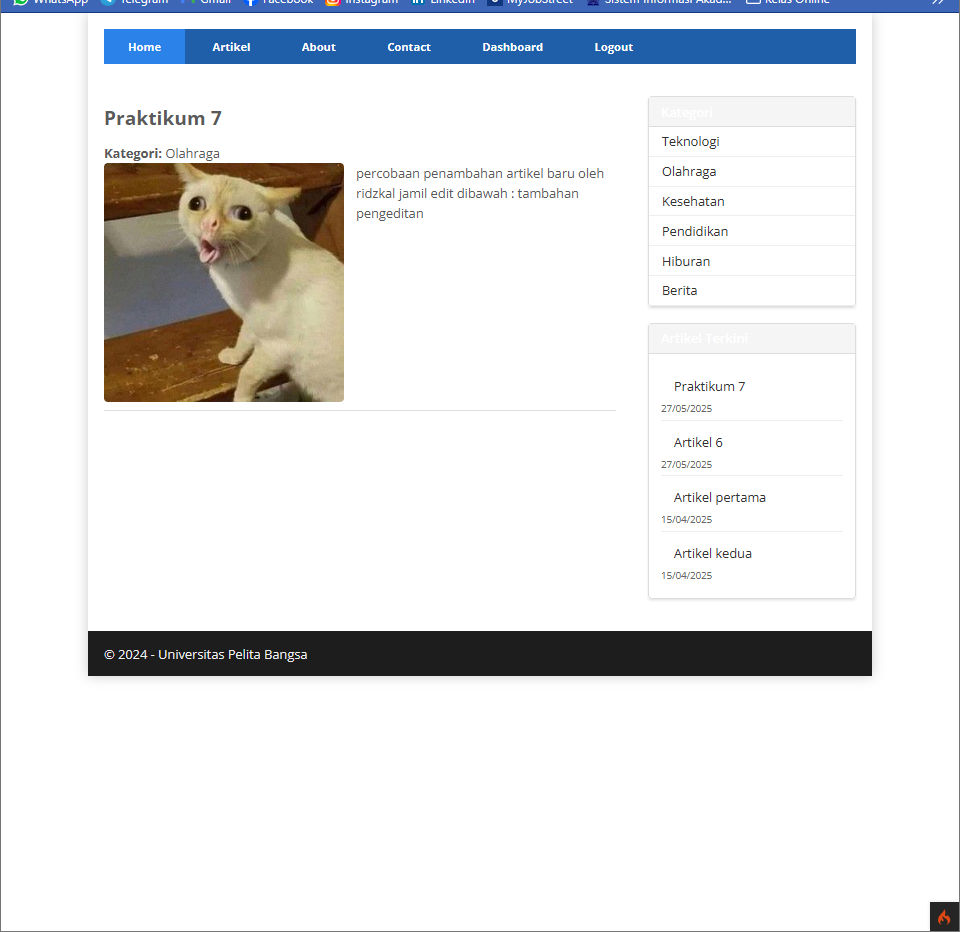 WhatsApp Telegram Gmail Facebook Instagram LinkedIn MyJobStreet Sistem Informasi Akad... Kelas Online
Home Artikel About Contact Dashboard Logout
Praktikum 7
Kategori: Olahraga
percobaan penambahan artikel baru oleh
ridzkal jamil edit dibawah : tambahan
pengeditan
Kategori
Teknologi
Olahraga
Kesehatan
Pendidikan
Hiburan
Berita
Artikel Terkini
Praktikum 7
27/05/2025
Artikel 6
27/05/2025
Artikel pertama
15/04/2025
Artikel kedua
15/04/2025
© 2024 - Universitas Pelita Bangsa